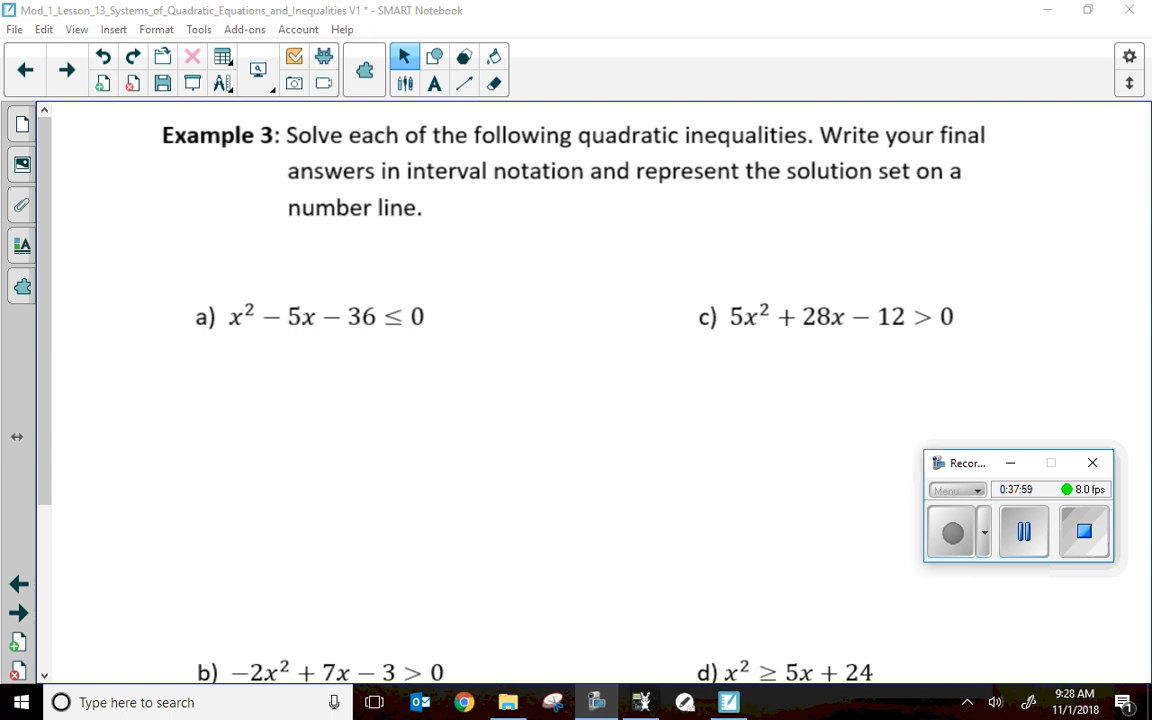 Mod_1_Lesson_13_Systems_of_Quadratic_Equations_and_Inequalities V1 * - SMART Notebook
File Edit View Insert Format Tools Add-ons Account Help
Example 3: Solve each of the following quadratic inequalities. Write your final
answers in interval notation and represent the solution set on a
number line.
a) x² − 5x − 36 ≤ 0
c) 5x² + 28x − 12 > 0
Recor...
Menu 0:37:59 8.0 fps
b) −2x² + 7x − 3 > 0
d) x² ≥ 5x + 24
Type here to search
9:28 AM
11/1/2018
1